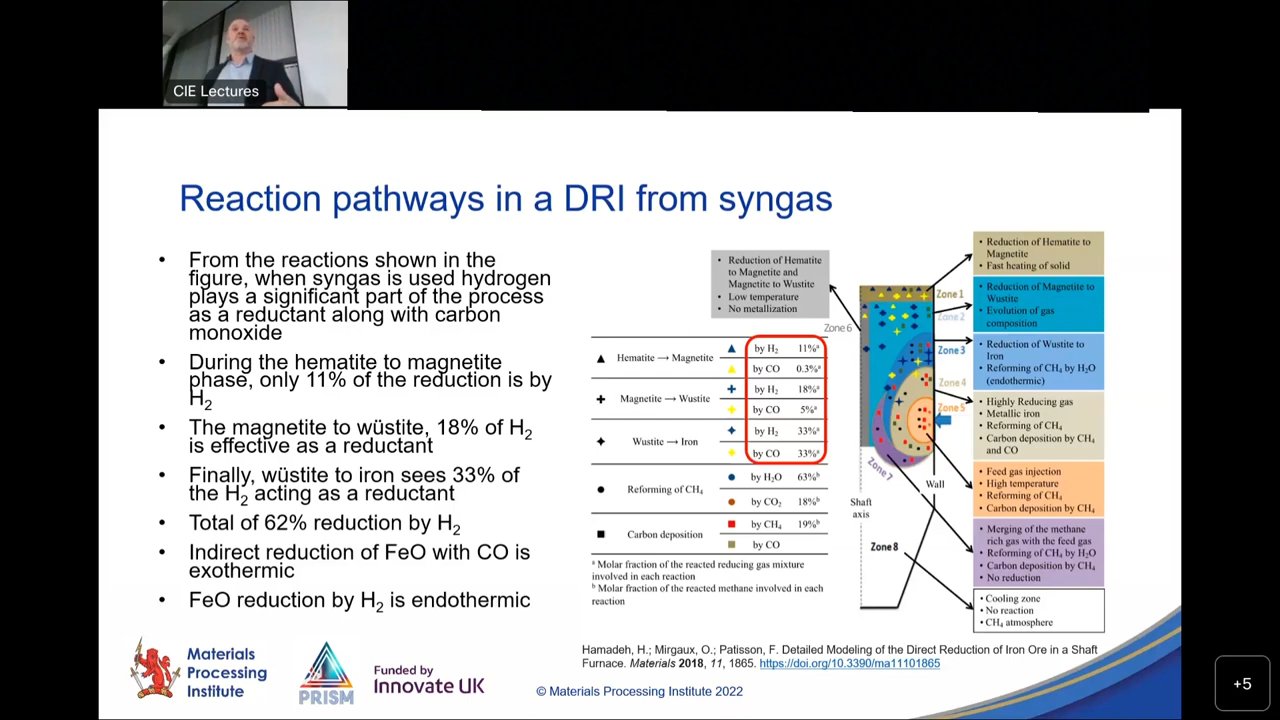 CIE Lectures
Reaction pathways in a DRI from syngas
• From the reactions shown in the
figure, when syngas is used hydrogen
plays a significant part of the process
as a reductant along with carbon
monoxide
• During the hematite to magnetite
phase, only 11% of the reduction is by
H2
• The magnetite to wüstite, 18% of H2
is effective as a reductant
• Finally, wüstite to iron sees 33% of
the H2 acting as a reductant
• Total of 62% reduction by H2
• Indirect reduction of FeO with CO is
exothermic
• FeO reduction by H2 is endothermic
• Reduction of Hematite
to Magnetite and
Magnetite to Wustite
• Low temperature
• No metallization
Zone 6
Hematite → Magnetite
by H2 11%a
by CO 0.3%a
Magnetite → Wustite
by H2 18%a
by CO 5%a
Wustite → Iron
by H2 33%a
by CO 33%a
Reforming of CH4
by H2O 63%b
by CO2 18%b
Carbon deposition
by CH4 19%b
by CO
a Molar fraction of the reacted reducing gas mixture
involved in each reaction
b Molar fraction of the reacted methane involved in each
reaction
Zone 1
Zone 2
Zone 3
Zone 4
Zone 5
Zone 7
Wall
Shaft
axis
Zone 8
• Reduction of Hematite to
Magnetite
• Fast heating of solid
• Reduction of Magnetite to
Wustite
• Evolution of gas
composition
• Reduction of Wustite to
Iron
• Reforming of CH4 by H2O
(endothermic)
• Highly Reducing gas
• Metallic iron
• Reforming of CH4
• Carbon deposition by CH4
and CO
• Feed gas injection
• High temperature
• Reforming of CH4
• Carbon deposition by CH4
• Merging of the methane
rich gas with the feed gas
• Reforming of CH4 by H2O
• Carbon deposition by CH4
• No reduction
• Cooling zone
• No reaction
• CH4 atmosphere
Hamadeh, H.; Mirgaux, O.; Patisson, F. Detailed Modeling of the Direct Reduction of Iron Ore in a Shaft
Furnace. Materials 2018, 11, 1865. https://doi.org/10.3390/ma11101865
Materials
Processing
Institute
PRISM
Funded by
Innovate UK
© Materials Processing Institute 2022
+5